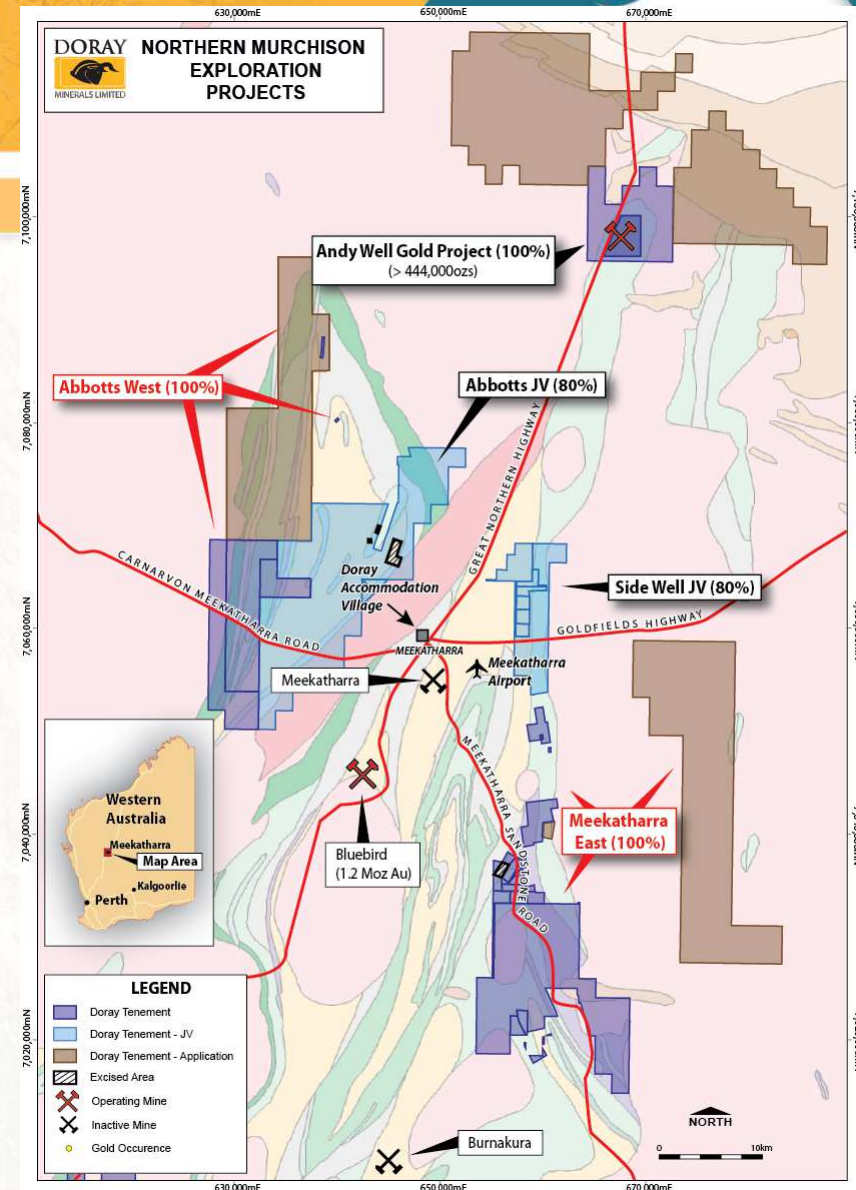 630,000mE
650,000mE
670,000mE
DORAY
MINERALS LIMITED
NORTHERN MURCHISON
EXPLORATION
PROJECTS
7,100,000mN
Andy Well Gold Project (100%)
(> 444,000ozs)
Abbotts West (100%)
Abbotts JV (80%)
7,080,000mN
GREAT NORTHERN HIGHWAY
Doray
Accommodation
Village
Side Well JV (80%)
CARNARVON MEEKATHARRA ROAD
7,060,000mN
GOLDFIELDS HIGHWAY
MEEKATHARRA
Meekatharra
Meekatharra
Airport
MEEKATHARRA SANDSTONE ROAD
Western
Australia
Meekatharra
Map Area
Kalgoorlie
Perth
Meekatharra
East (100%)
7,040,000mN
Bluebird
(1.2 Moz Au)
LEGEND
Doray Tenement
Doray Tenement - JV
Doray Tenement - Application
Excised Area
Operating Mine
Inactive Mine
Gold Occurence
7,020,000mN
Burnakura
NORTH
0
10km
630,000mE
650,000mE
670,000mE